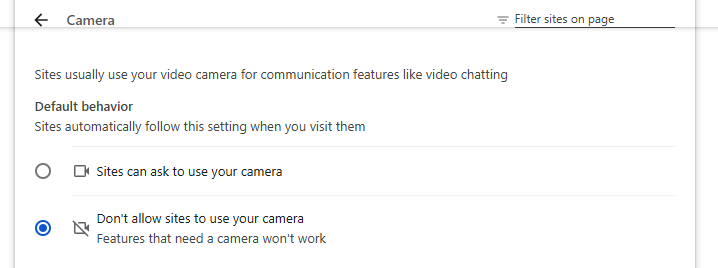 Camera
Filter sites on page
Sites usually use your video camera for communication features like video chatting
Default behavior
Sites automatically follow this setting when you visit them
Sites can ask to use your camera
Don't allow sites to use your camera
Features that need a camera won't work